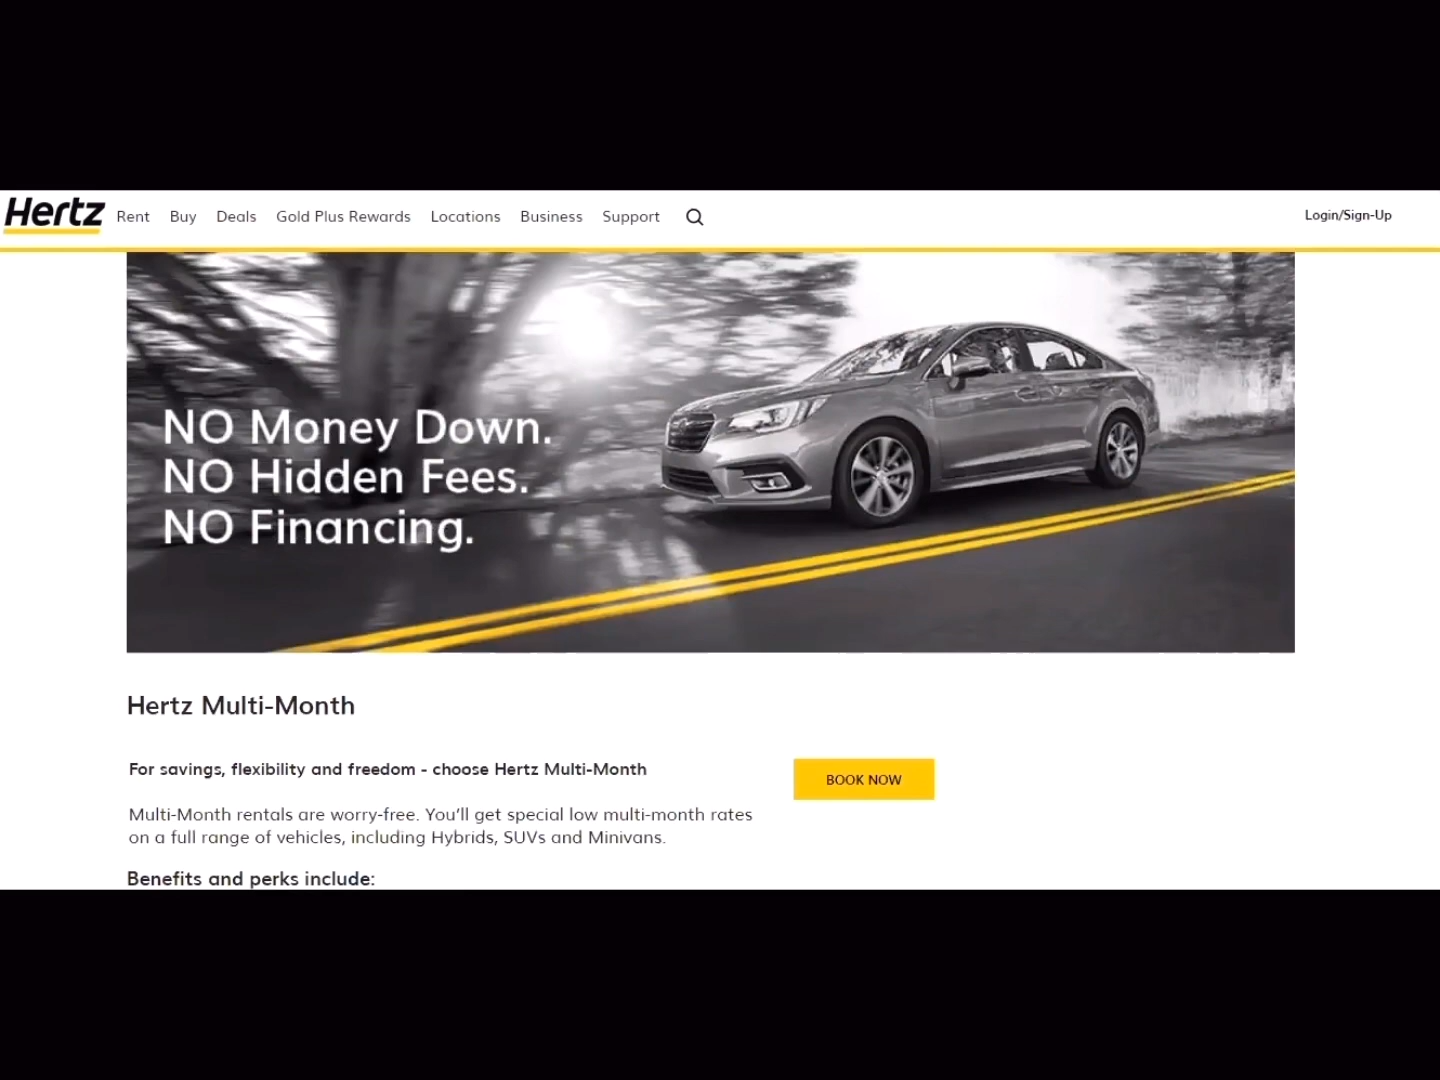 Hertz
Rent Buy Deals Gold Plus Rewards Locations Business Support
Login/Sign-Up
NO Money Down.
NO Hidden Fees.
NO Financing.
Hertz Multi-Month
For savings, flexibility and freedom - choose Hertz Multi-Month
BOOK NOW
Multi-Month rentals are worry-free. You’ll get special low multi-month rates
on a full range of vehicles, including Hybrids, SUVs and Minivans.
Benefits and perks include: